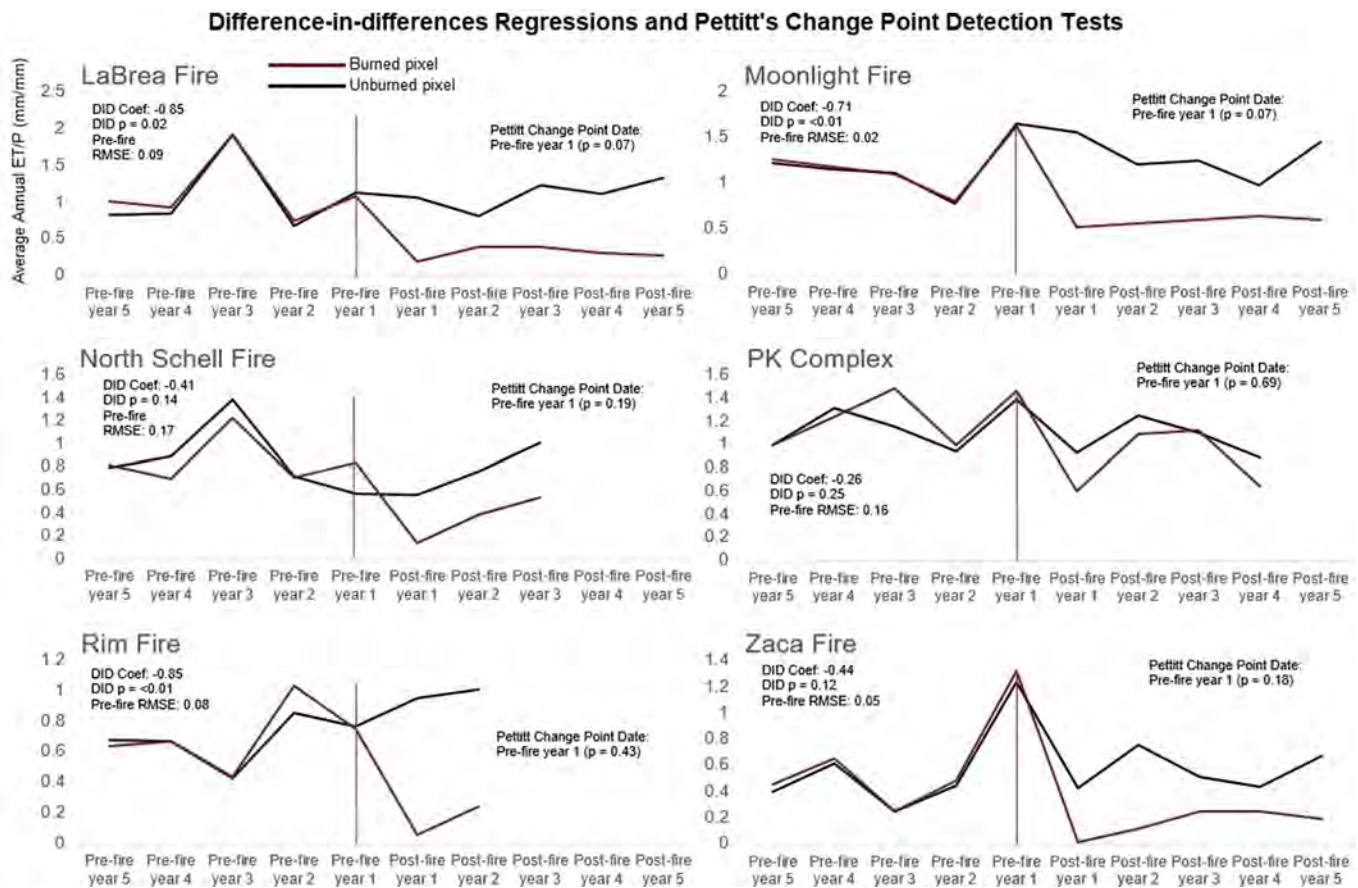 Difference-in-differences Regressions and Pettitt's Change Point Detection Tests
Average Annual ET/P (mm/mm)
LaBrea Fire
Burned pixel
Unburned pixel
DID Coef: -0.85
DID p = 0.02
Pre-fire
RMSE: 0.09
Pettitt Change Point Date:
Pre-fire year 1 (p = 0.07)
2.5
2
1.5
1
0.5
0
Pre-fire Pre-fire Pre-fire Pre-fire Pre-fire Post-fire Post-fire Post-fire Post-fire Post-fire
year 5 year 4 year 3 year 2 year 1 year 1 year 2 year 3 year 4 year 5
Moonlight Fire
DID Coef: -0.71
DID p = <0.01
Pre-fire RMSE: 0.02
Pettitt Change Point Date:
Pre-fire year 1 (p = 0.07)
2
1.5
1
0.5
0
Pre-fire Pre-fire Pre-fire Pre-fire Pre-fire Post-fire Post-fire Post-fire Post-fire Post-fire
year 5 year 4 year 3 year 2 year 1 year 1 year 2 year 3 year 4 year 5
North Schell Fire
DID Coef: -0.41
DID p = 0.14
Pre-fire
RMSE: 0.17
Pettitt Change Point Date:
Pre-fire year 1 (p = 0.19)
1.6
1.4
1.2
1
0.8
0.6
0.4
0.2
0
Pre-fire Pre-fire Pre-fire Pre-fire Pre-fire Post-fire Post-fire Post-fire Post-fire Post-fire
year 5 year 4 year 3 year 2 year 1 year 1 year 2 year 3 year 4 year 5
PK Complex
Pettitt Change Point Date:
Pre-fire year 1 (p = 0.69)
DID Coef: -0.26
DID p = 0.25
Pre-fire RMSE: 0.16
1.6
1.4
1.2
1
0.8
0.6
0.4
0.2
0
Pre-fire Pre-fire Pre-fire Pre-fire Pre-fire Post-fire Post-fire Post-fire Post-fire Post-fire
year 5 year 4 year 3 year 2 year 1 year 1 year 2 year 3 year 4 year 5
Rim Fire
DID Coef: -0.85
DID p = <0.01
Pre-fire RMSE: 0.08
Pettitt Change Point Date:
Pre-fire year 1 (p = 0.43)
1.2
1
0.8
0.6
0.4
0.2
0
Pre-fire Pre-fire Pre-fire Pre-fire Pre-fire Post-fire Post-fire Post-fire Post-fire Post-fire
year 5 year 4 year 3 year 2 year 1 year 1 year 2 year 3 year 4 year 5
Zaca Fire
DID Coef: -0.44
DID p = 0.12
Pre-fire RMSE: 0.05
Pettitt Change Point Date:
Pre-fire year 1 (p = 0.18)
1.4
1.2
1
0.8
0.6
0.4
0.2
0
Pre-fire Pre-fire Pre-fire Pre-fire Pre-fire Post-fire Post-fire Post-fire Post-fire Post-fire
year 5 year 4 year 3 year 2 year 1 year 1 year 2 year 3 year 4 year 5